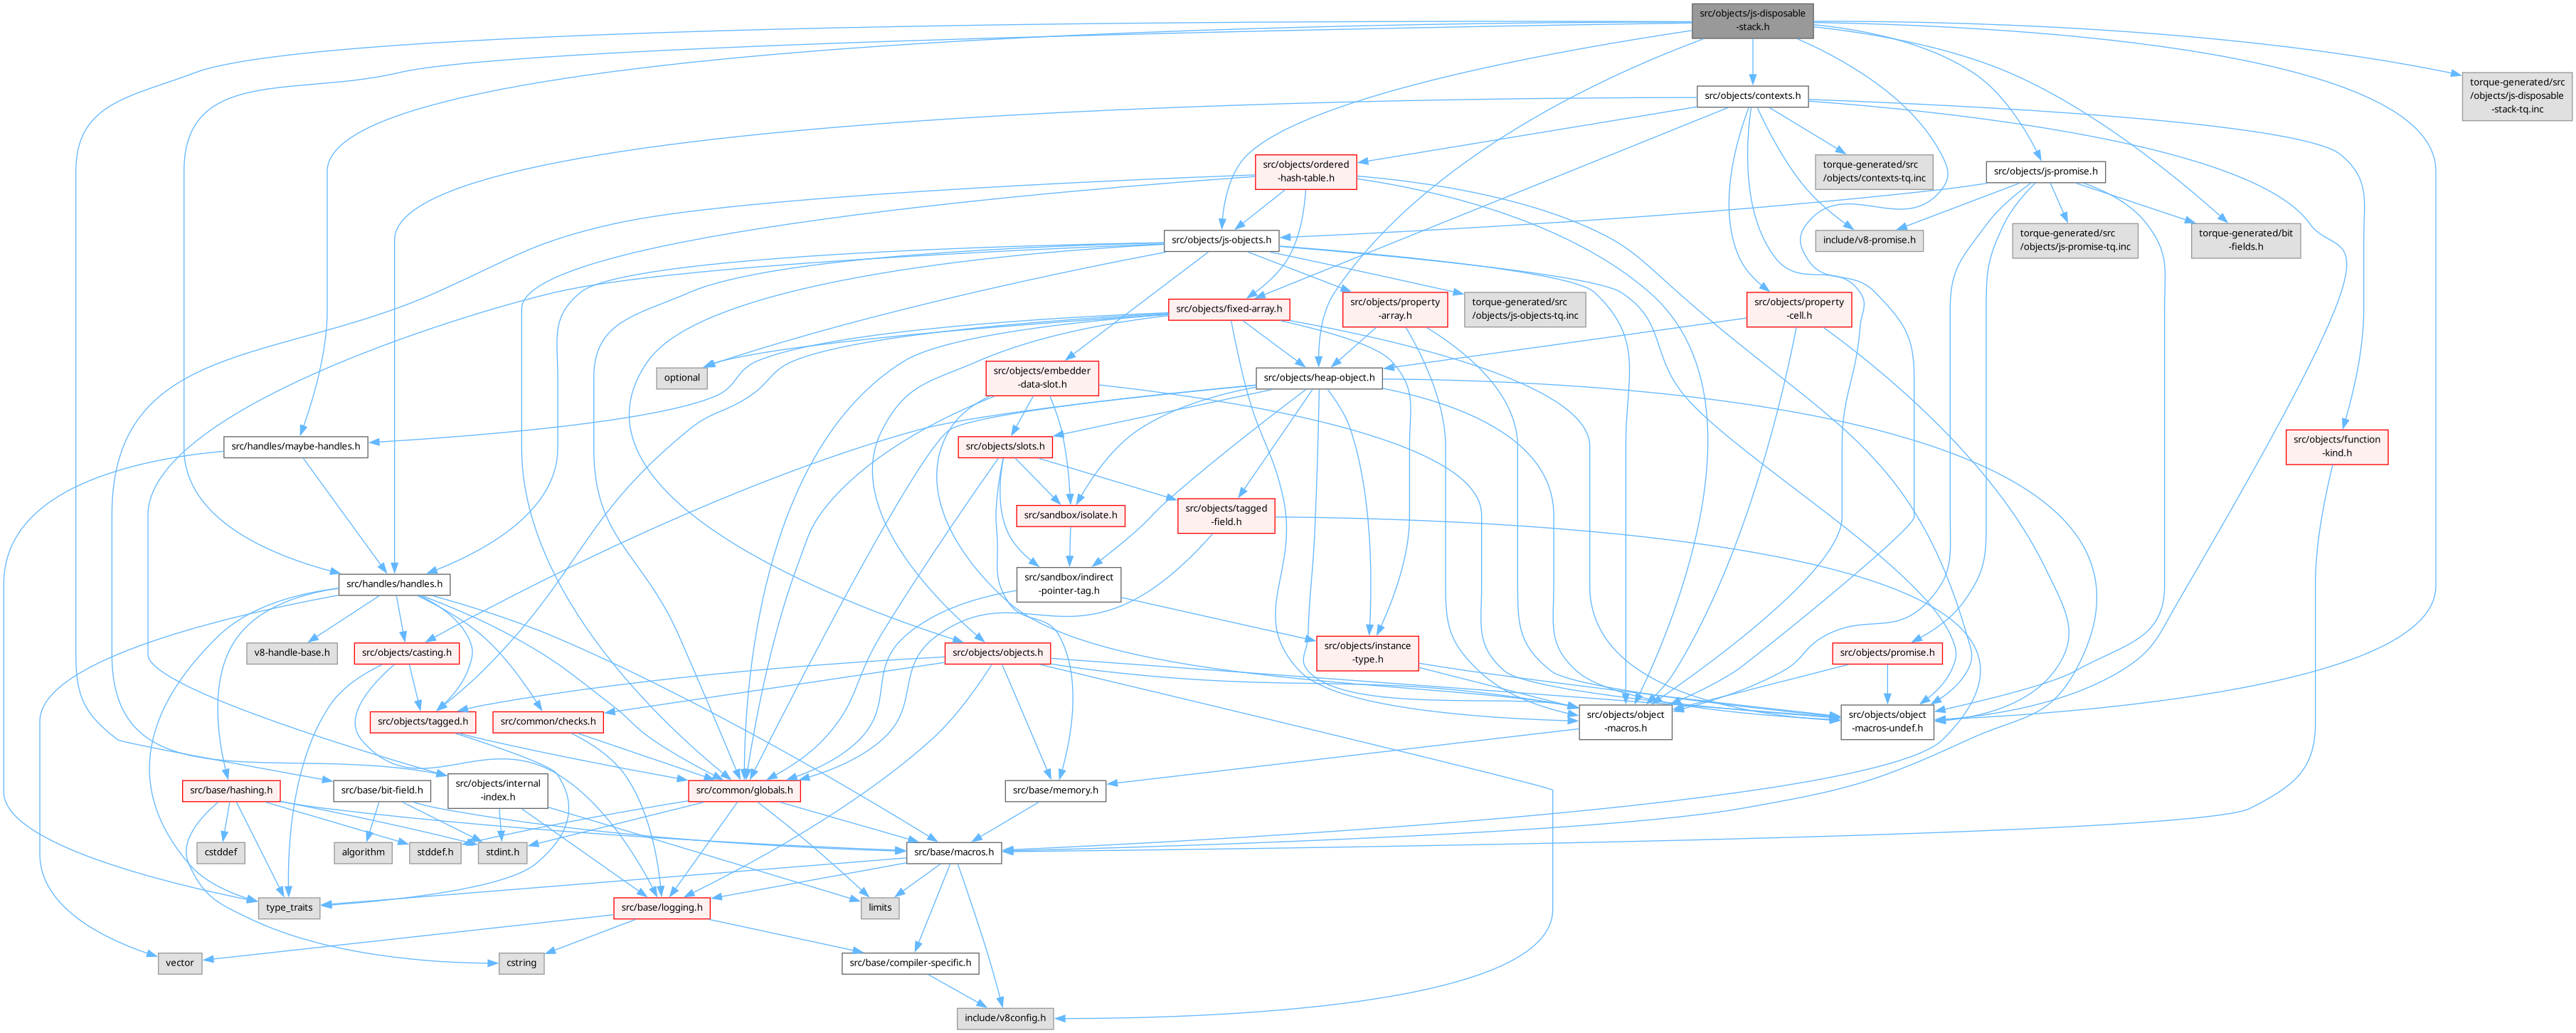 src/objects/js-disposable
-stack.h
torque-generated/src
/objects/js-disposable
-stack-tq.inc
src/objects/contexts.h
src/objects/ordered
-hash-table.h
torque-generated/src
/objects/contexts-tq.inc
src/objects/js-promise.h
src/objects/js-objects.h
include/v8-promise.h
torque-generated/src
/objects/js-promise-tq.inc
torque-generated/bit
-fields.h
src/objects/fixed-array.h
src/objects/property
-array.h
torque-generated/src
/objects/js-objects-tq.inc
src/objects/property
-cell.h
optional
src/objects/embedder
-data-slot.h
src/objects/heap-object.h
src/handles/maybe-handles.h
src/objects/slots.h
src/objects/function
-kind.h
src/sandbox/isolate.h
src/objects/tagged
-field.h
src/handles/handles.h
src/sandbox/indirect
-pointer-tag.h
v8-handle-base.h
src/objects/casting.h
src/objects/objects.h
src/objects/instance
-type.h
src/objects/promise.h
src/objects/tagged.h
src/common/checks.h
src/objects/object
-macros.h
src/objects/object
-macros-undef.h
src/base/hashing.h
src/base/bit-field.h
src/objects/internal
-index.h
src/common/globals.h
src/base/memory.h
cstddef
algorithm
stddef.h
stdint.h
src/base/macros.h
type_traits
src/base/logging.h
limits
vector
cstring
src/base/compiler-specific.h
include/v8config.h